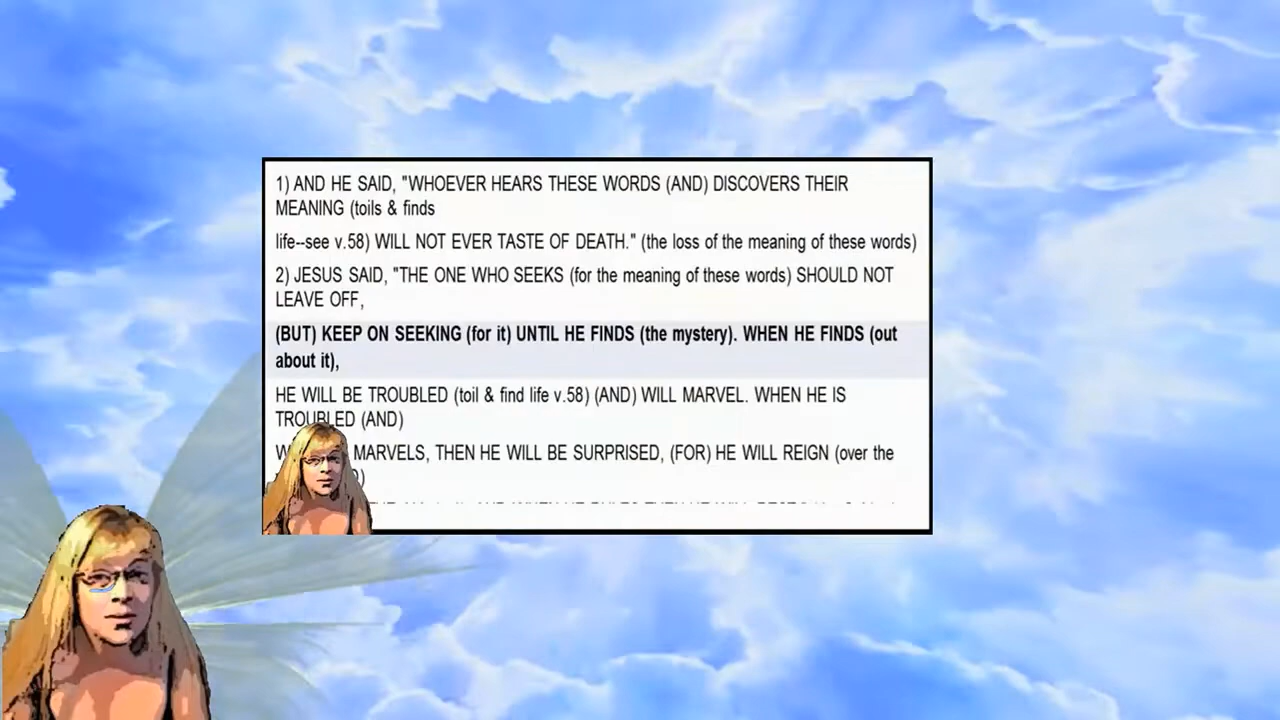 1) AND HE SAID, "WHOEVER HEARS THESE WORDS (AND) DISCOVERS THEIR
MEANING (toils & finds
life--see v.58) WILL NOT EVER TASTE OF DEATH." (the loss of the meaning of these words)
2) JESUS SAID, "THE ONE WHO SEEKS (for the meaning of these words) SHOULD NOT
LEAVE OFF,
(BUT) KEEP ON SEEKING (for it) UNTIL HE FINDS (the mystery). WHEN HE FINDS (out
about it),
HE WILL BE TROUBLED (toil & find life v.58) (AND) WILL MARVEL. WHEN HE IS
TROUBLED (AND)
MARVELS, THEN HE WILL BE SURPRISED, (FOR) HE WILL REIGN (over the